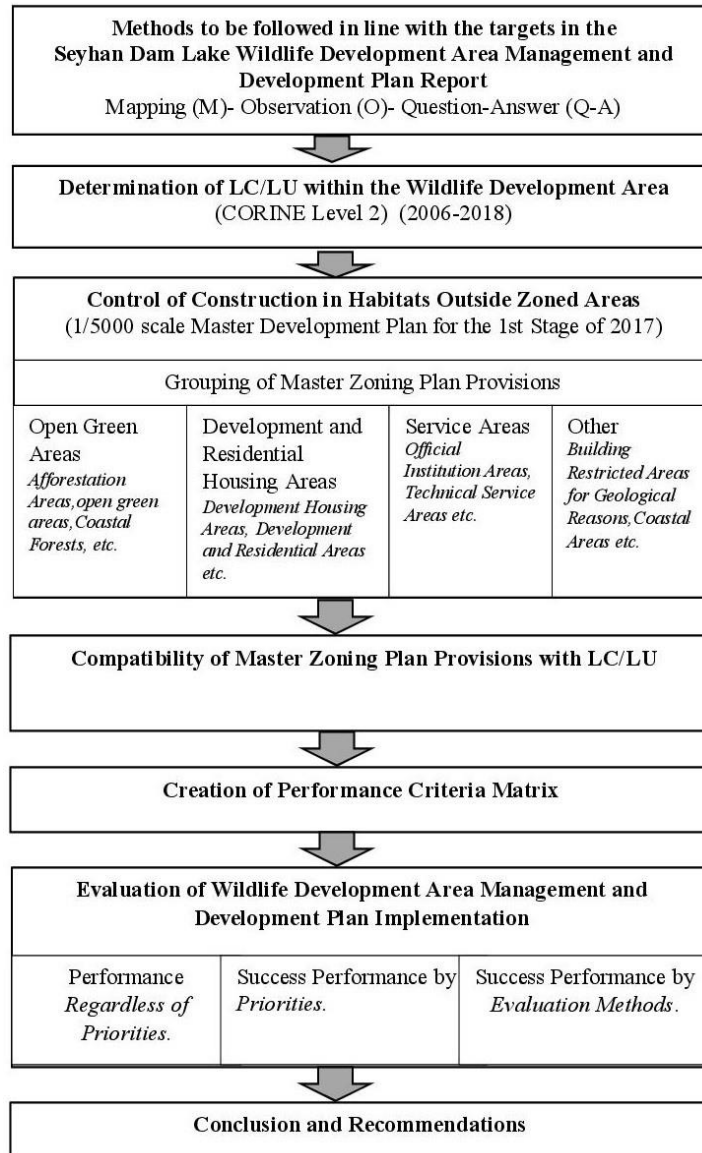 Methods to be followed in line with the targets in the
Seyhan Dam Lake Wildlife Development Area Management and
Development Plan Report
Mapping (M)- Observation (O)- Question-Answer (Q-A)
Determination of LC/LU within the Wildlife Development Area
(CORINE Level 2) (2006-2018)
Control of Construction in Habitats Outside Zoned Areas
(1/5000 scale Master Development Plan for the 1st Stage of 2017)
Grouping of Master Zoning Plan Provisions
Open Green
Areas
Afforestation
Areas,open green
areas,Coastal
Forests, etc.
Development and
Residential
Housing Areas
Development Housing
Areas, Development
and Residential Areas
etc.
Service Areas
Official
Institution Areas,
Technical Service
Areas etc.
Other
Building
Restricted Areas
for Geological
Reasons,Coastal
Areas etc.
Compatibility of Master Zoning Plan Provisions with LC/LU
Creation of Performance Criteria Matrix
Evaluation of Wildlife Development Area Management and
Development Plan Implementation
Performance
Regardless of
Priorities.
Success Performance by
Priorities.
Success Performance by
Evaluation Methods.
Conclusion and Recommendations